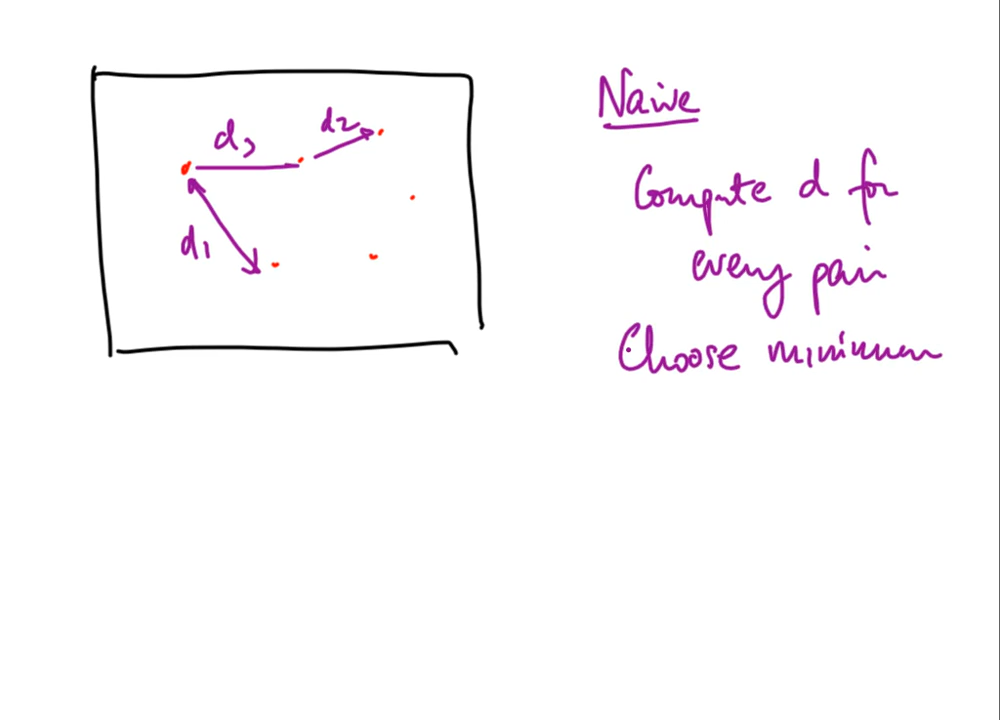 d3
d2
d1
Naive
Compute d for
every pair
Choose minimum